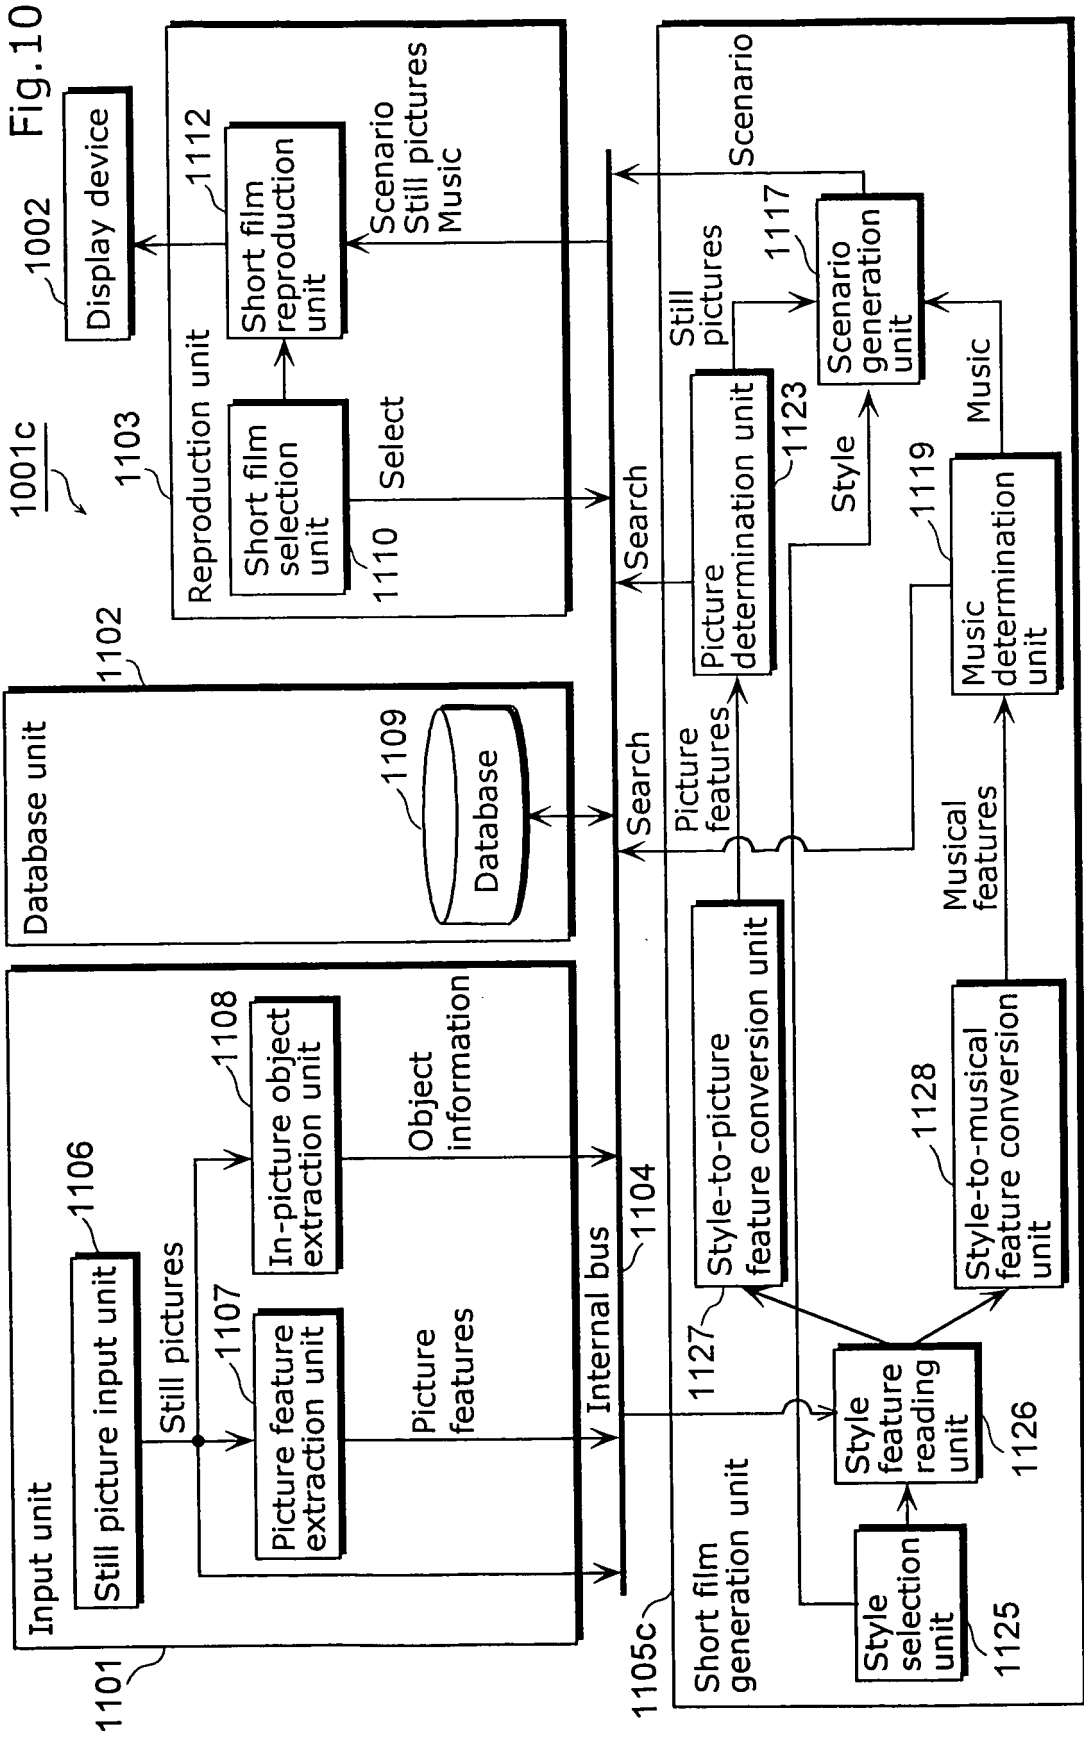 Fig.10
1001c
1002
Display device
1101
Input unit
1106
Still picture input unit
Still pictures
1107
Picture feature
extraction unit
Picture
features
1108
In-picture object
extraction unit
Object
information
1102
Database unit
1109
Database
1103
Reproduction unit
Short film
selection
unit
1110
Select
1112
Short film
reproduction
unit
Scenario
Still pictures
Music
Internal bus
1104
1105c
Short film
generation unit
Style
selection
unit
1125
Style
feature
reading
unit
1126
1127
Style-to-picture
feature conversion unit
1128
Style-to-musical
feature conversion
unit
Search
Picture
features
Musical
features
Search
Picture
determination unit
1123
Music
determination
unit
1119
Style
Still
pictures
Music
1117
Scenario
generation
unit
Scenario